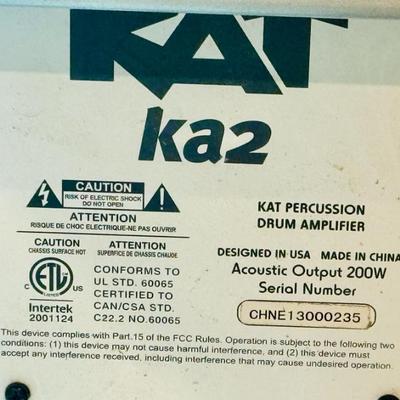 KAT
ka2
CAUTION
RISK OF ELECTRIC SHOCK
DO NOT OPEN
ATTENTION
RISQUE DE CHOC ELECTRIQUE-NE PAS OUVRIR
CAUTION ATTENTION
CHASSIS SURFACE HOT SUPERFICIE DE CHASSIS CHAUDE
C ETL US
LISTED
Intertek
2001124
CONFORMS TO
UL STD. 60065
CERTIFIED TO
CAN/CSA STD.
C22.2 NO.60065
KAT PERCUSSION
DRUM AMPLIFIER
DESIGNED IN USA MADE IN CHINA
Acoustic Output 200W
Serial Number
CHNE13000235
This device complies with Part.15 of the FCC Rules. Operation is subject to the following two
conditions: (1) this device may not cause harmful interference, and (2) this device must
accept any interference received, including interference that may cause undesired operation.